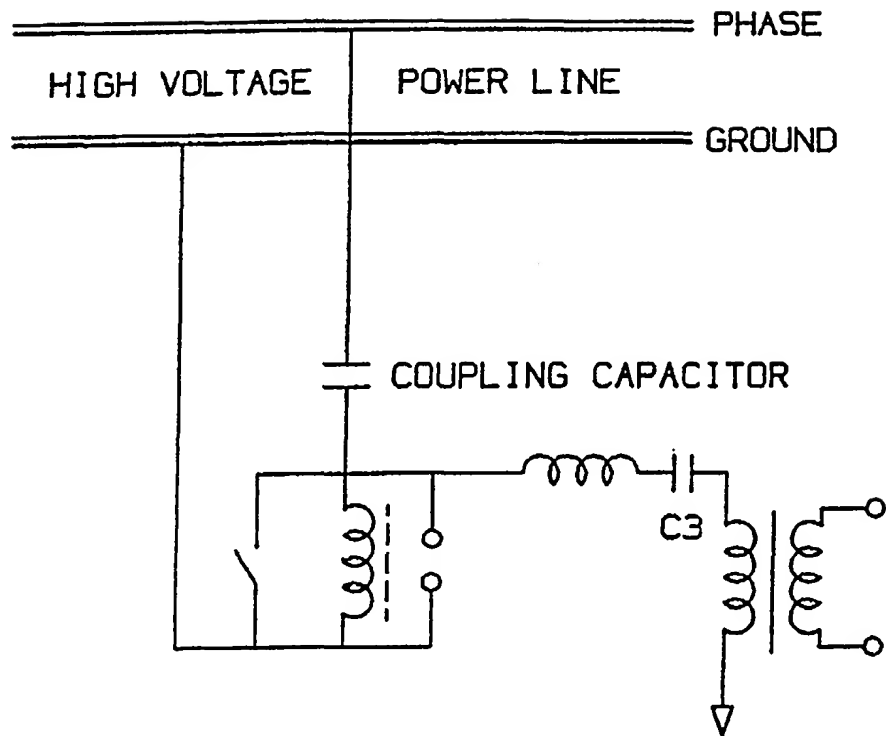 PHASE
HIGH VOLTAGE POWER LINE
GROUND
COUPLING CAPACITOR
C3